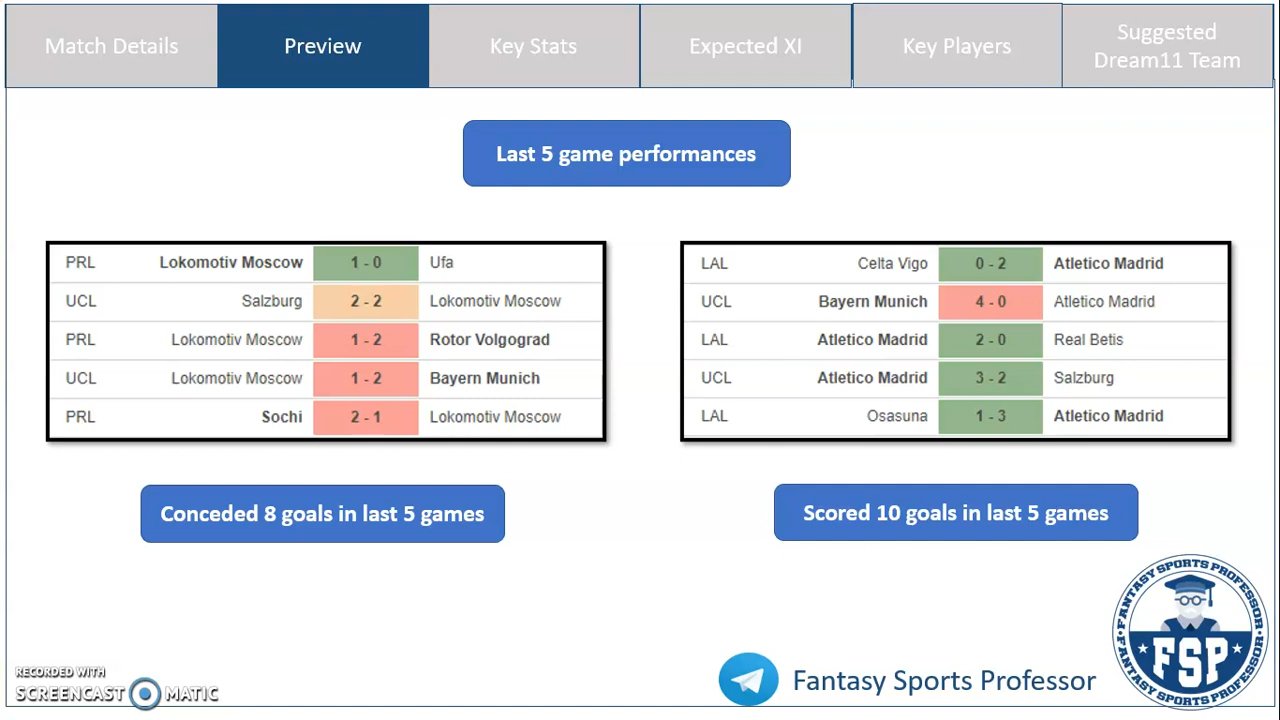 Match Details
Preview
Key Stats
Expected XI
Key Players
Suggested
Dream11 Team
Last 5 game performances
PRL Lokomotiv Moscow 1 - 0 Ufa
UCL Salzburg 2 - 2 Lokomotiv Moscow
PRL Lokomotiv Moscow 1 - 2 Rotor Volgograd
UCL Lokomotiv Moscow 1 - 2 Bayern Munich
PRL Sochi 2 - 1 Lokomotiv Moscow
LAL Celta Vigo 0 - 2 Atletico Madrid
UCL Bayern Munich 4 - 0 Atletico Madrid
LAL Atletico Madrid 2 - 0 Real Betis
UCL Atletico Madrid 3 - 2 Salzburg
LAL Osasuna 1 - 3 Atletico Madrid
Conceded 8 goals in last 5 games
Scored 10 goals in last 5 games
RECORDED WITH
SCREENCAST MATIC
Fantasy Sports Professor
FANTASY SPORTS PROFESSOR
FANTASY SPORTS PROFESSOR
FSP